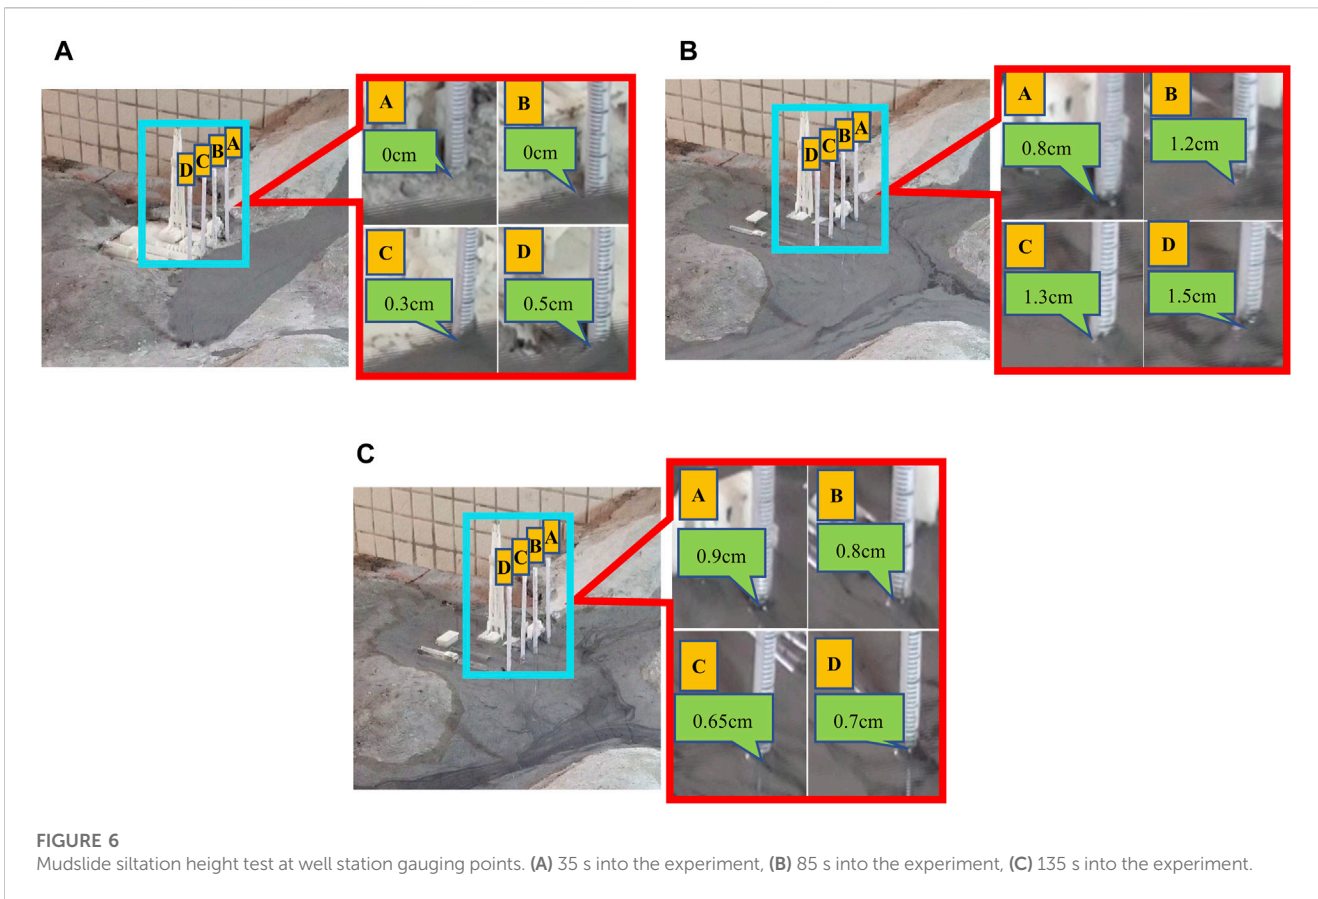 A
D
C
B
A
A
0cm
B
0cm
C
0.3cm
D
0.5cm
B
D
C
B
A
A
0.8cm
B
1.2cm
C
1.3cm
D
1.5cm
C
D
C
B
A
A
0.9cm
B
0.8cm
C
0.65cm
D
0.7cm
FIGURE 6
Mudslide siltation height test at well station gauging points. (A) 35 s into the experiment, (B) 85 s into the experiment, (C) 135 s into the experiment.